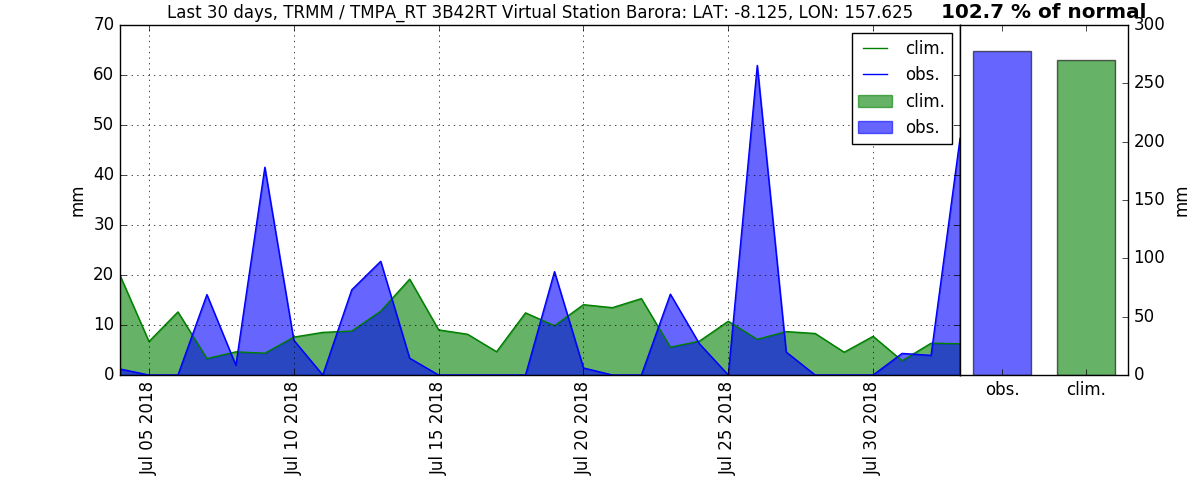 Last 30 days, TRMM / TMPA_RT 3B42RT Virtual Station Barora: LAT: -8.125, LON: 157.625
102.7 % of normal
70
60
50
40
30
20
10
0
mm
clim.
obs.
clim.
obs.
Jul 05 2018
Jul 10 2018
Jul 15 2018
Jul 20 2018
Jul 25 2018
Jul 30 2018
300
250
200
150
100
50
0
mm
obs.
clim.